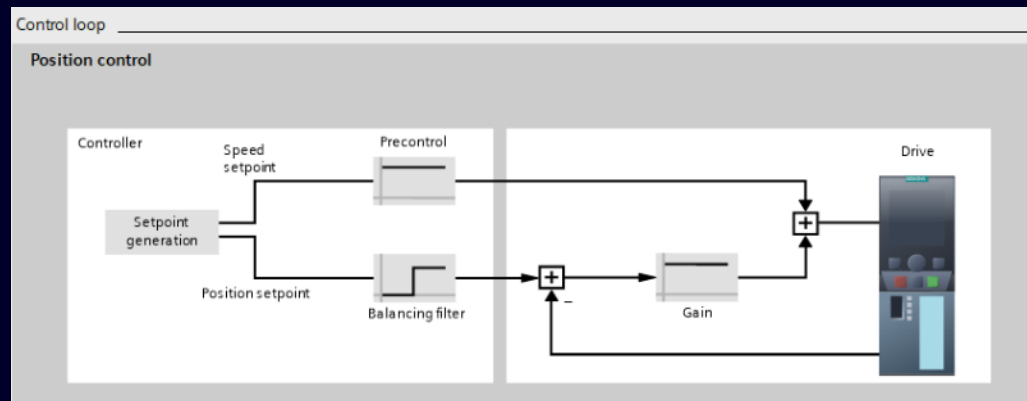 Control loop
Position control
Controller
Speed
setpoint
Precontrol
Drive
Setpoint
generation
Position setpoint
Balancing filter
Gain
+
+
–